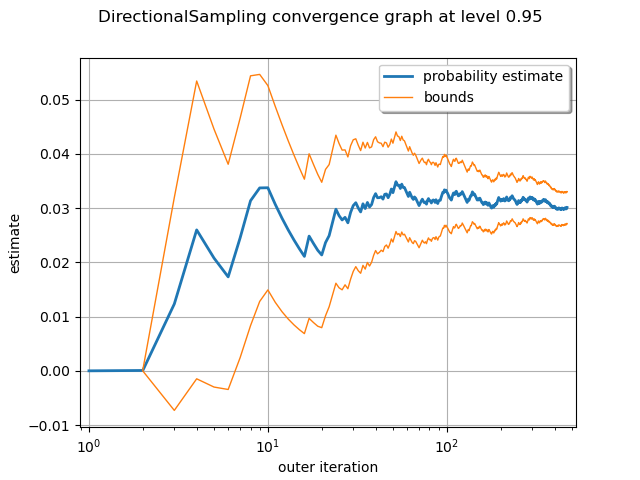 DirectionalSampling convergence graph at level 0.95
probability estimate
bounds
0.05
0.04
0.03
0.02
0.01
0.00
−0.01
estimate
10⁰
10¹
10²
outer iteration